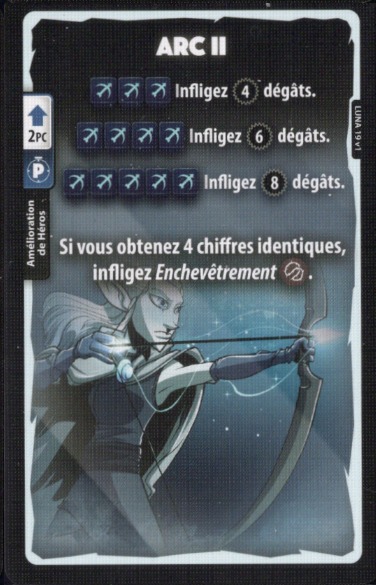 ARC II
Infligez 4 dégâts.
Infligez 6 dégâts.
Infligez 8 dégâts.
Si vous obtenez 4 chiffres identiques,
infligez Enchevêtrement .
2PC
P
Amélioration
de Héros
LUNA 19 v1